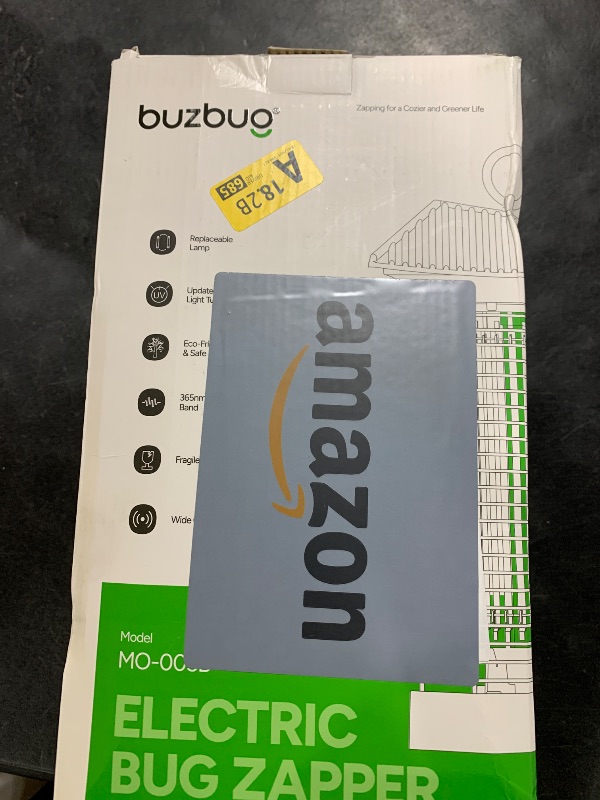 buzbug
Zapping for a Cozier and Greener Life
A 18.2B
685
Replaceable
Lamp
UV
Update
Light Tu
Eco-Fri
& Safe
365nm
Band
Fragile
Wide
amazon
Model
ELECTRIC
BUG ZAPPER